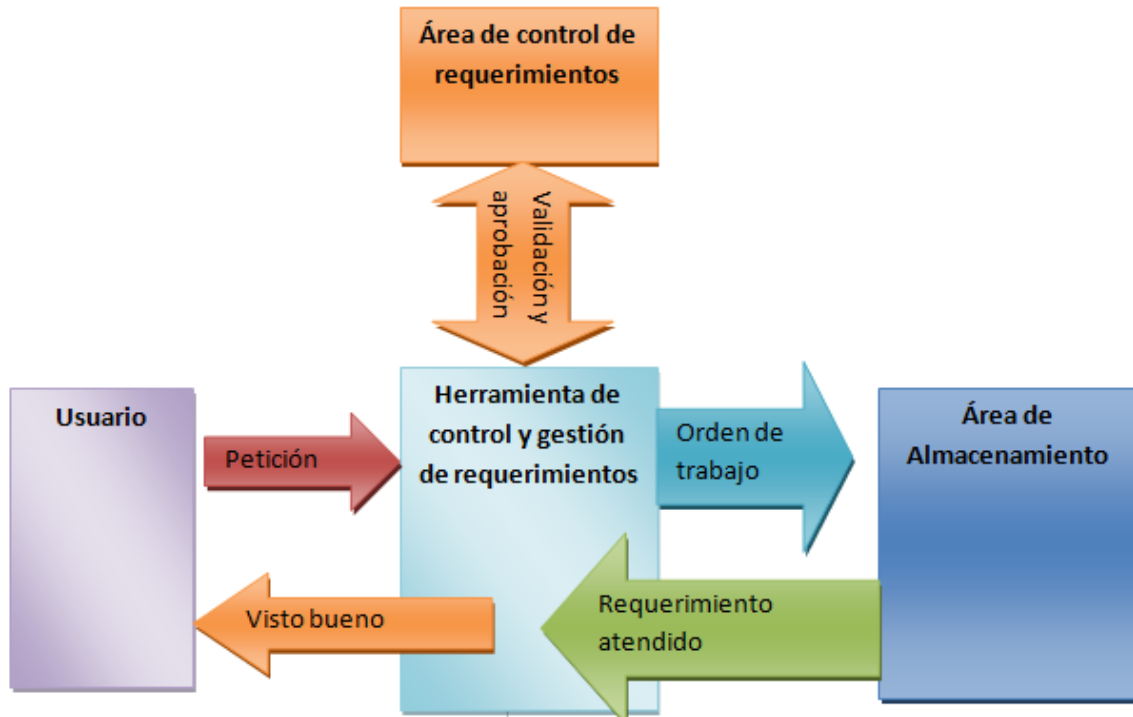 Área de control de
requerimientos
Validación y
aprobación
Usuario
Petición
Visto bueno
Herramienta de
control y gestión
de requerimientos
Orden de
trabajo
Requerimiento
atendido
Área de
Almacenamiento